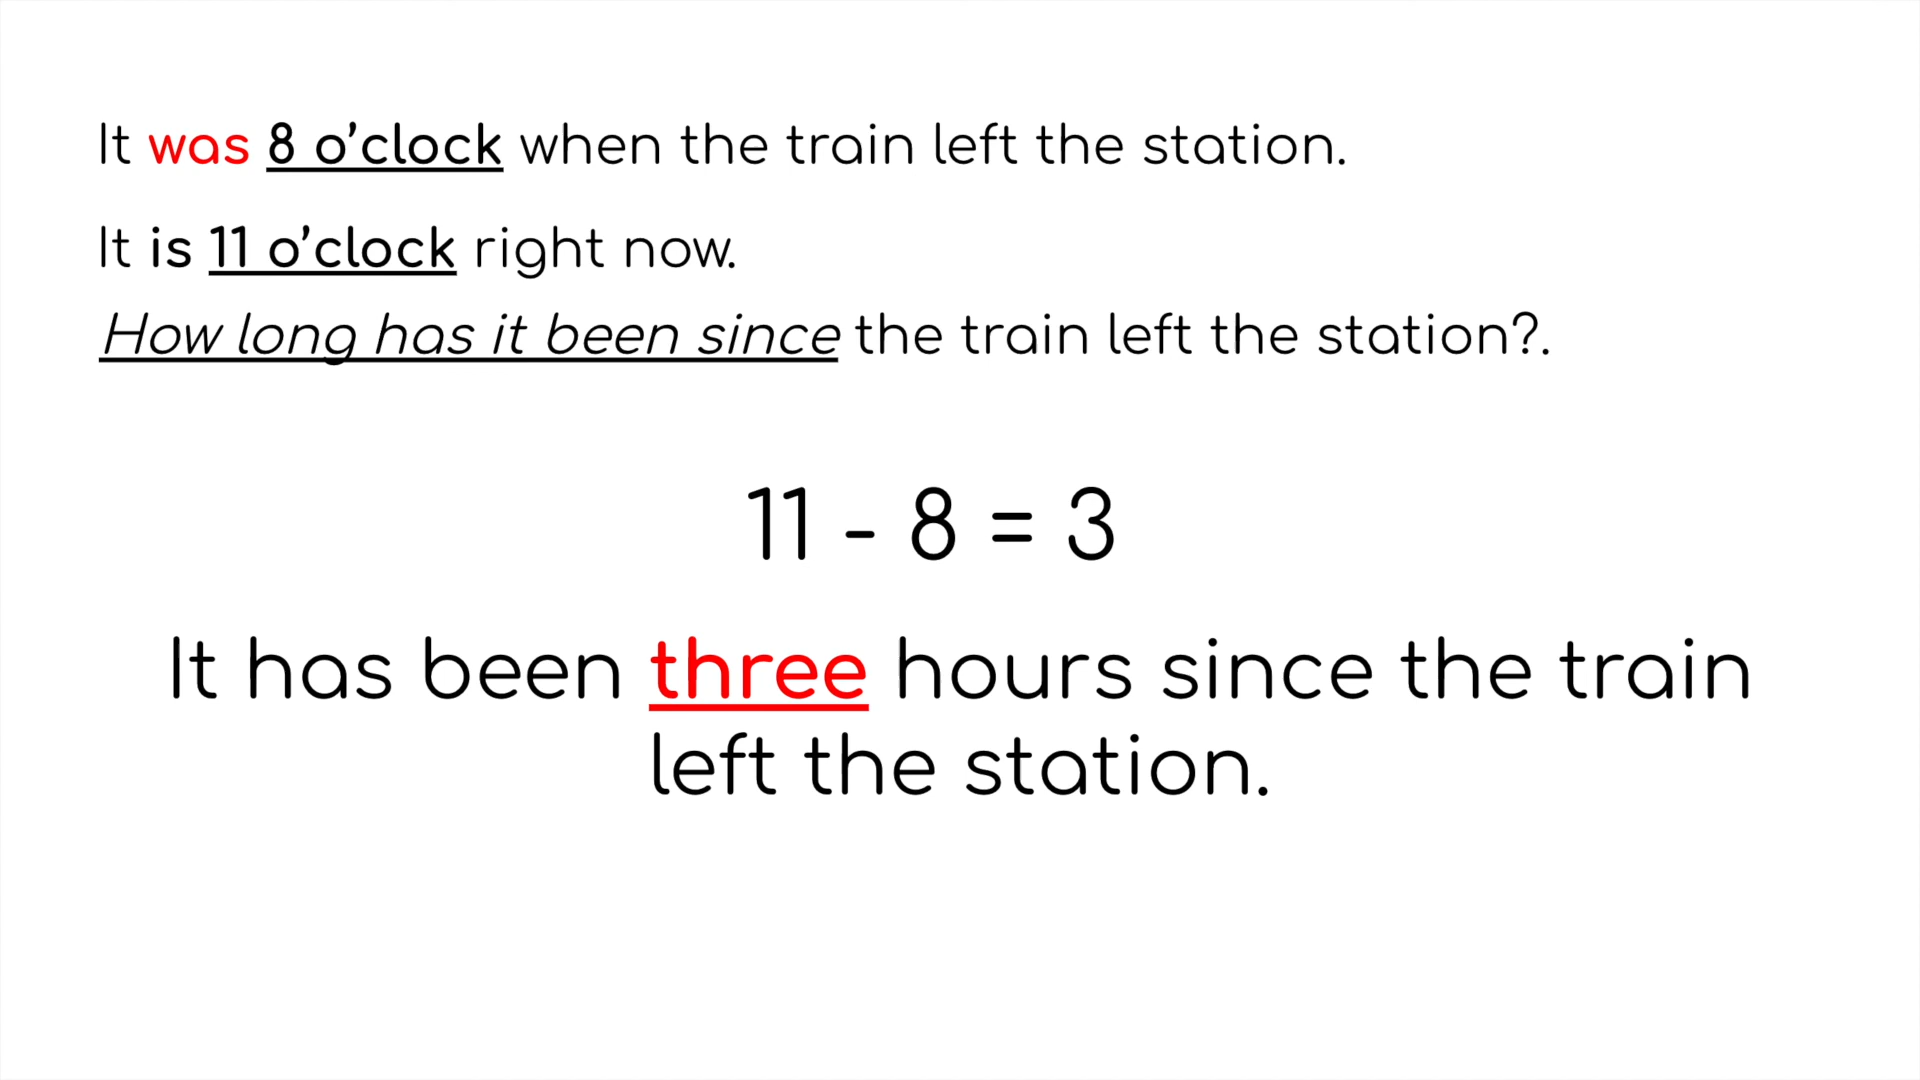 It was 8 o’clock when the train left the station.
It is 11 o’clock right now.
How long has it been since the train left the station?.
11 - 8 = 3
It has been three hours since the train
left the station.